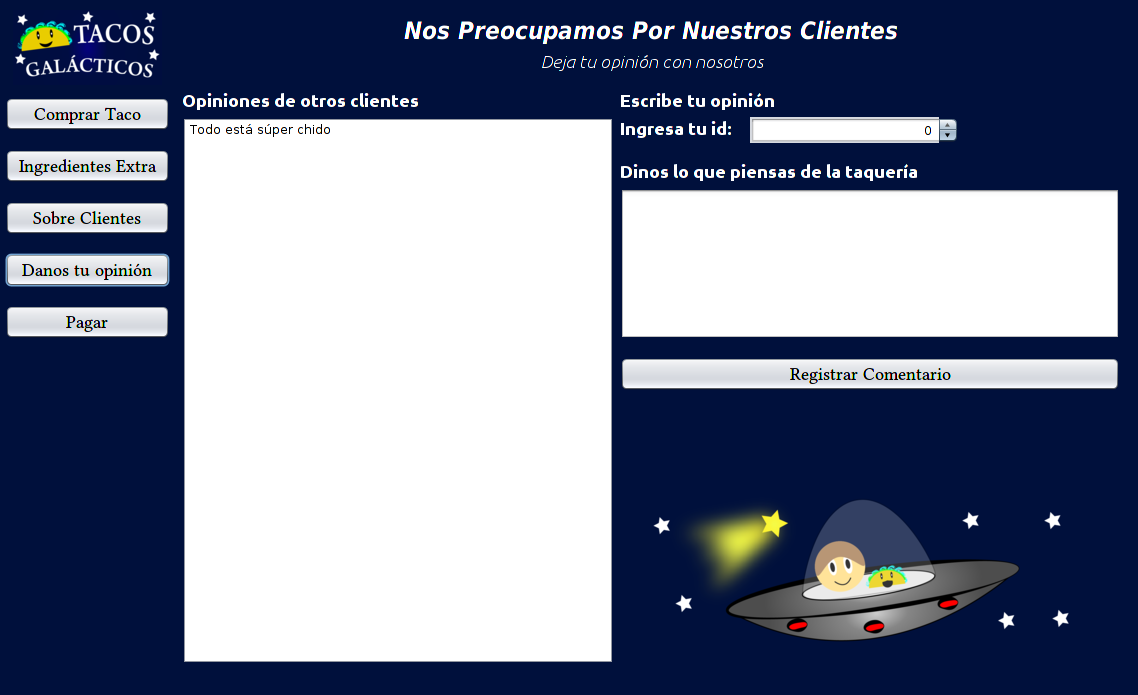 TACOS
GALÁCTICOS
Nos Preocupamos Por Nuestros Clientes
Deja tu opinión con nosotros
Comprar Taco
Ingredientes Extra
Sobre Clientes
Danos tu opinión
Pagar
Opiniones de otros clientes
Todo está súper chido
Escribe tu opinión
Ingresa tu id: 0
Dinos lo que piensas de la taquería
Registrar Comentario